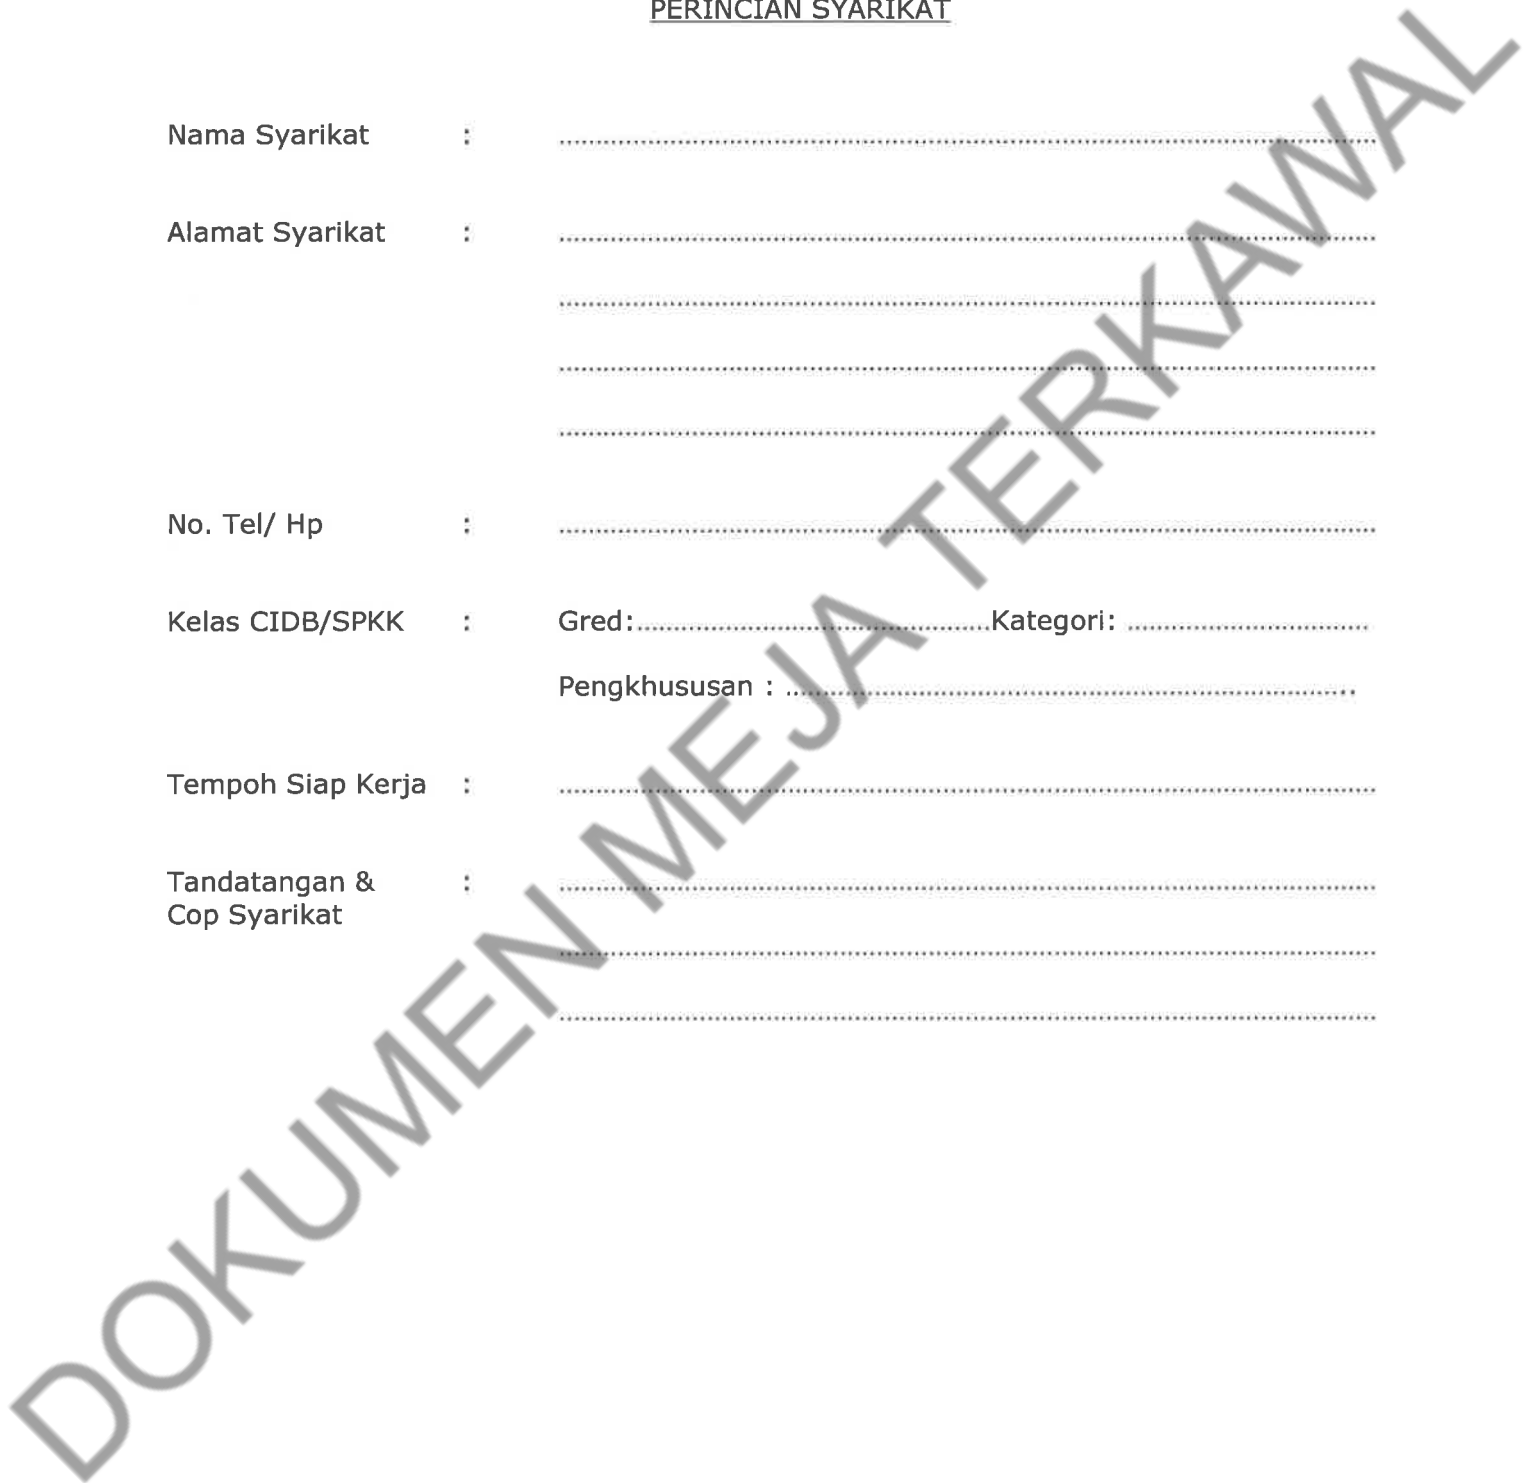 PERINCIAN SYARIKAT
Nama Syarikat : ........................................
Alamat Syarikat : ........................................
........................................
........................................
........................................
No. Tel/ Hp : ........................................
Kelas CIDB/SPKK : Gred:....................Kategori: ....................
Pengkhususan : ........................................
Tempoh Siap Kerja : ........................................
Tandatangan & : ........................................
Cop Syarikat
........................................
........................................
DOKUMEN MEJA TERKAWAL